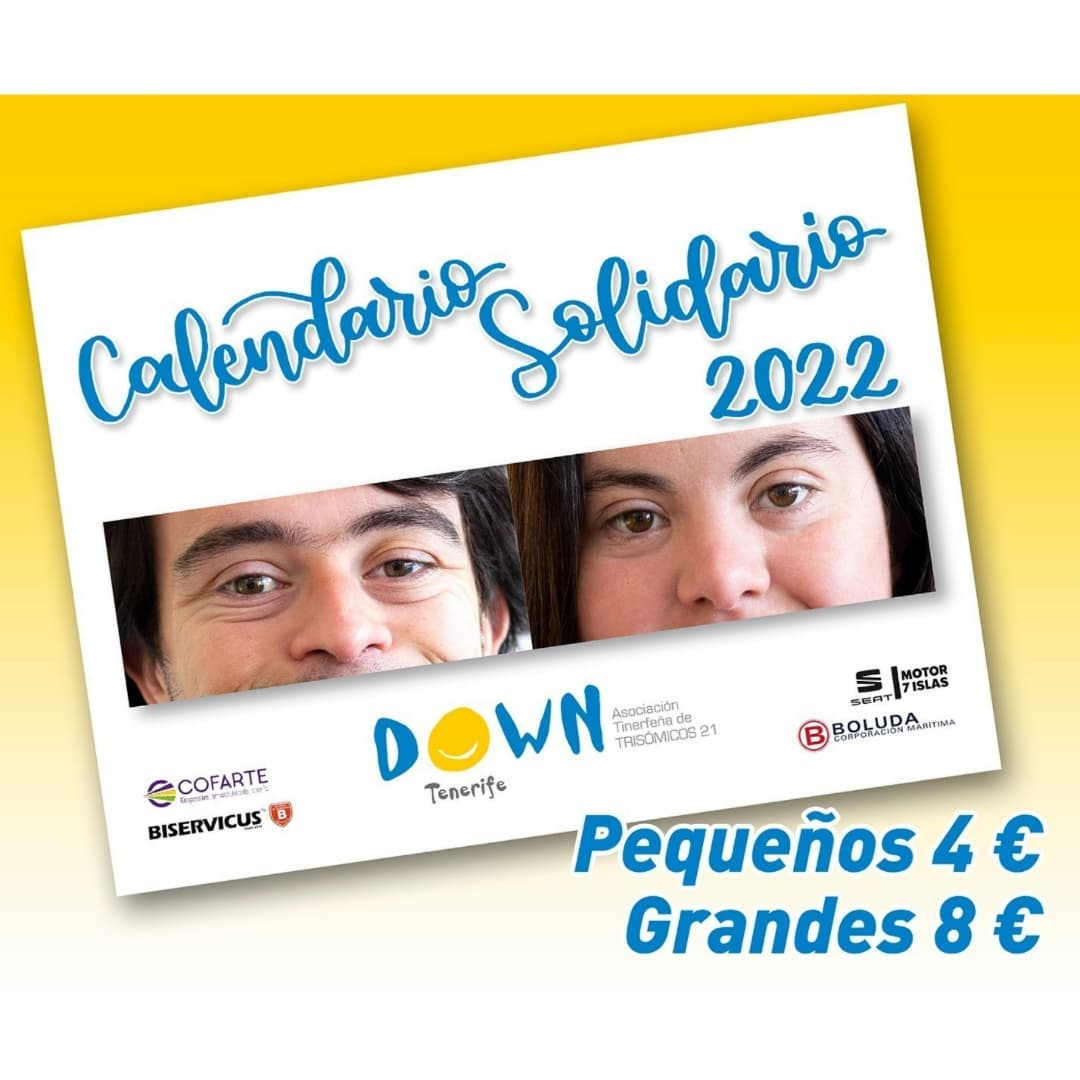 Calendario Solidario
2022
DOWN
Tenerife
Asociación
Tinerfeña de
TRISÓMICOS 21
SEAT
MOTOR
7 ISLAS
B BOLUDA
CORPORACIÓN MARÍTIMA
COFARTE
BISERVICUS
B
Pequeños 4 €
Grandes 8 €